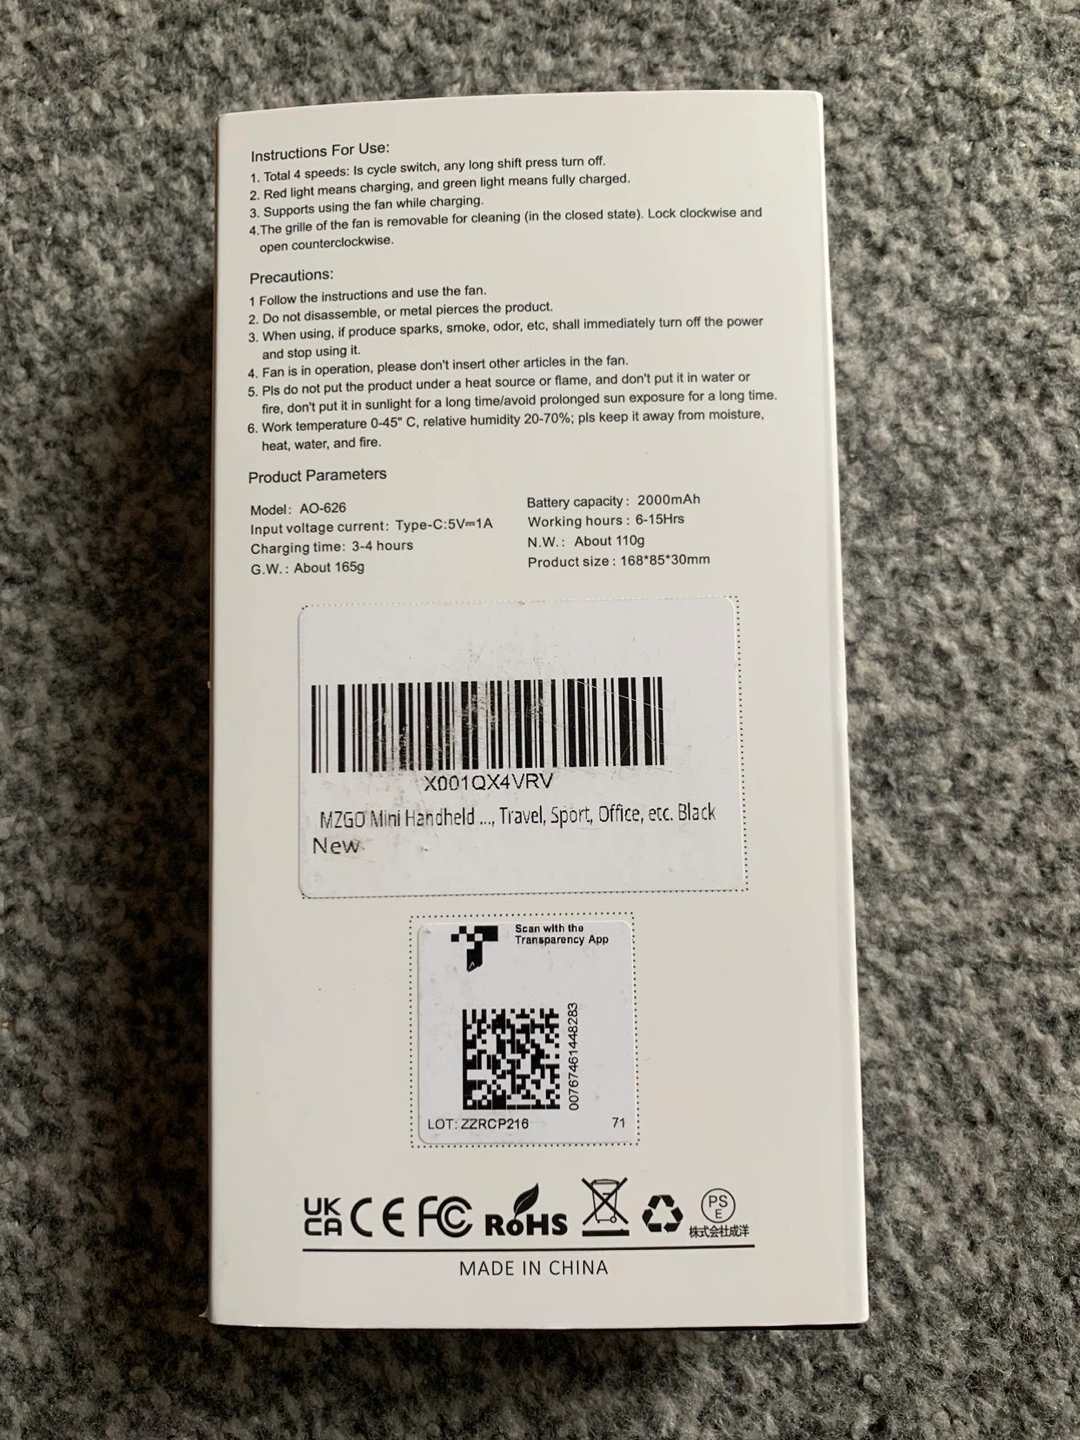 Instructions For Use:
1. Total 4 speeds: Is cycle switch, any long shift press turn off.
2. Red light means charging, and green light means fully charged.
3. Supports using the fan while charging.
4.The grille of the fan is removable for cleaning (in the closed state). Lock clockwise and
open counterclockwise.
Precautions:
1 Follow the instructions and use the fan.
2. Do not disassemble, or metal pierces the product.
3. When using, if produce sparks, smoke, odor, etc, shall immediately turn off the power
and stop using it.
4. Fan is in operation, please don't insert other articles in the fan.
5. Pls do not put the product under a heat source or flame, and don't put it in water or
fire, don't put it in sunlight for a long time/avoid prolonged sun exposure for a long time.
6. Work temperature 0-45" C, relative humidity 20-70%; pls keep it away from moisture,
heat, water, and fire.
Product Parameters
Model: AO-626
Input voltage current: Type-C:5V⎓1A
Charging time: 3-4 hours
G.W.: About 165g
Battery capacity: 2000mAh
Working hours: 6-15Hrs
N.W.: About 110g
Product size: 168*85*30mm
X001QX4VRV
MZGO Mini Handheld ..., Travel, Sport, Office, etc. Black
New
Scan with the
Transparency App
00767461448283
LOT: ZZRCP216 71
UK
CA CE FC RoHS PS
E
株式会社成洋
MADE IN CHINA